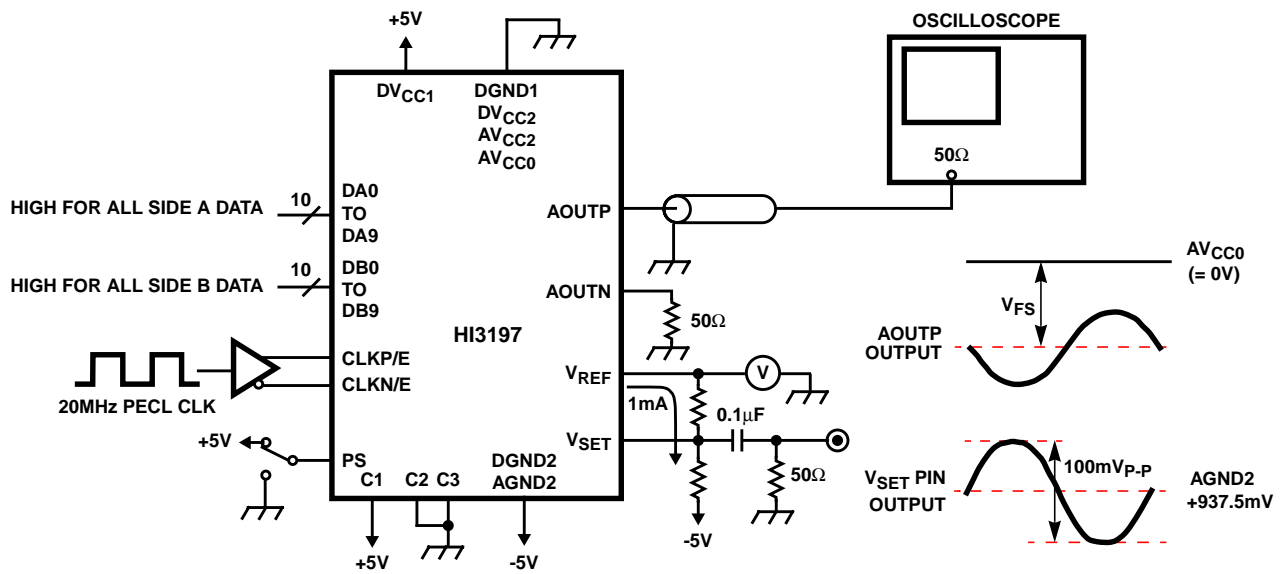 +5V
OSCILLOSCOPE
DVCC1
DGND1
DVCC2
AVCC2
AVCC0
50Ω
HIGH FOR ALL SIDE A DATA
10
DA0
TO
DA9
AOUTP
HIGH FOR ALL SIDE B DATA
10
DB0
TO
DB9
AOUTN
50Ω
HI3197
AVCC0
(= 0V)
VFS
AOUTP
OUTPUT
20MHz PECL CLK
CLKP/E
CLKN/E
VREF
V
1mA
0.1μF
VSET
50Ω
-5V
+5V
PS
C1
C2
C3
DGND2
AGND2
+5V
-5V
VSET PIN
OUTPUT
100mVP-P
AGND2
+937.5mV